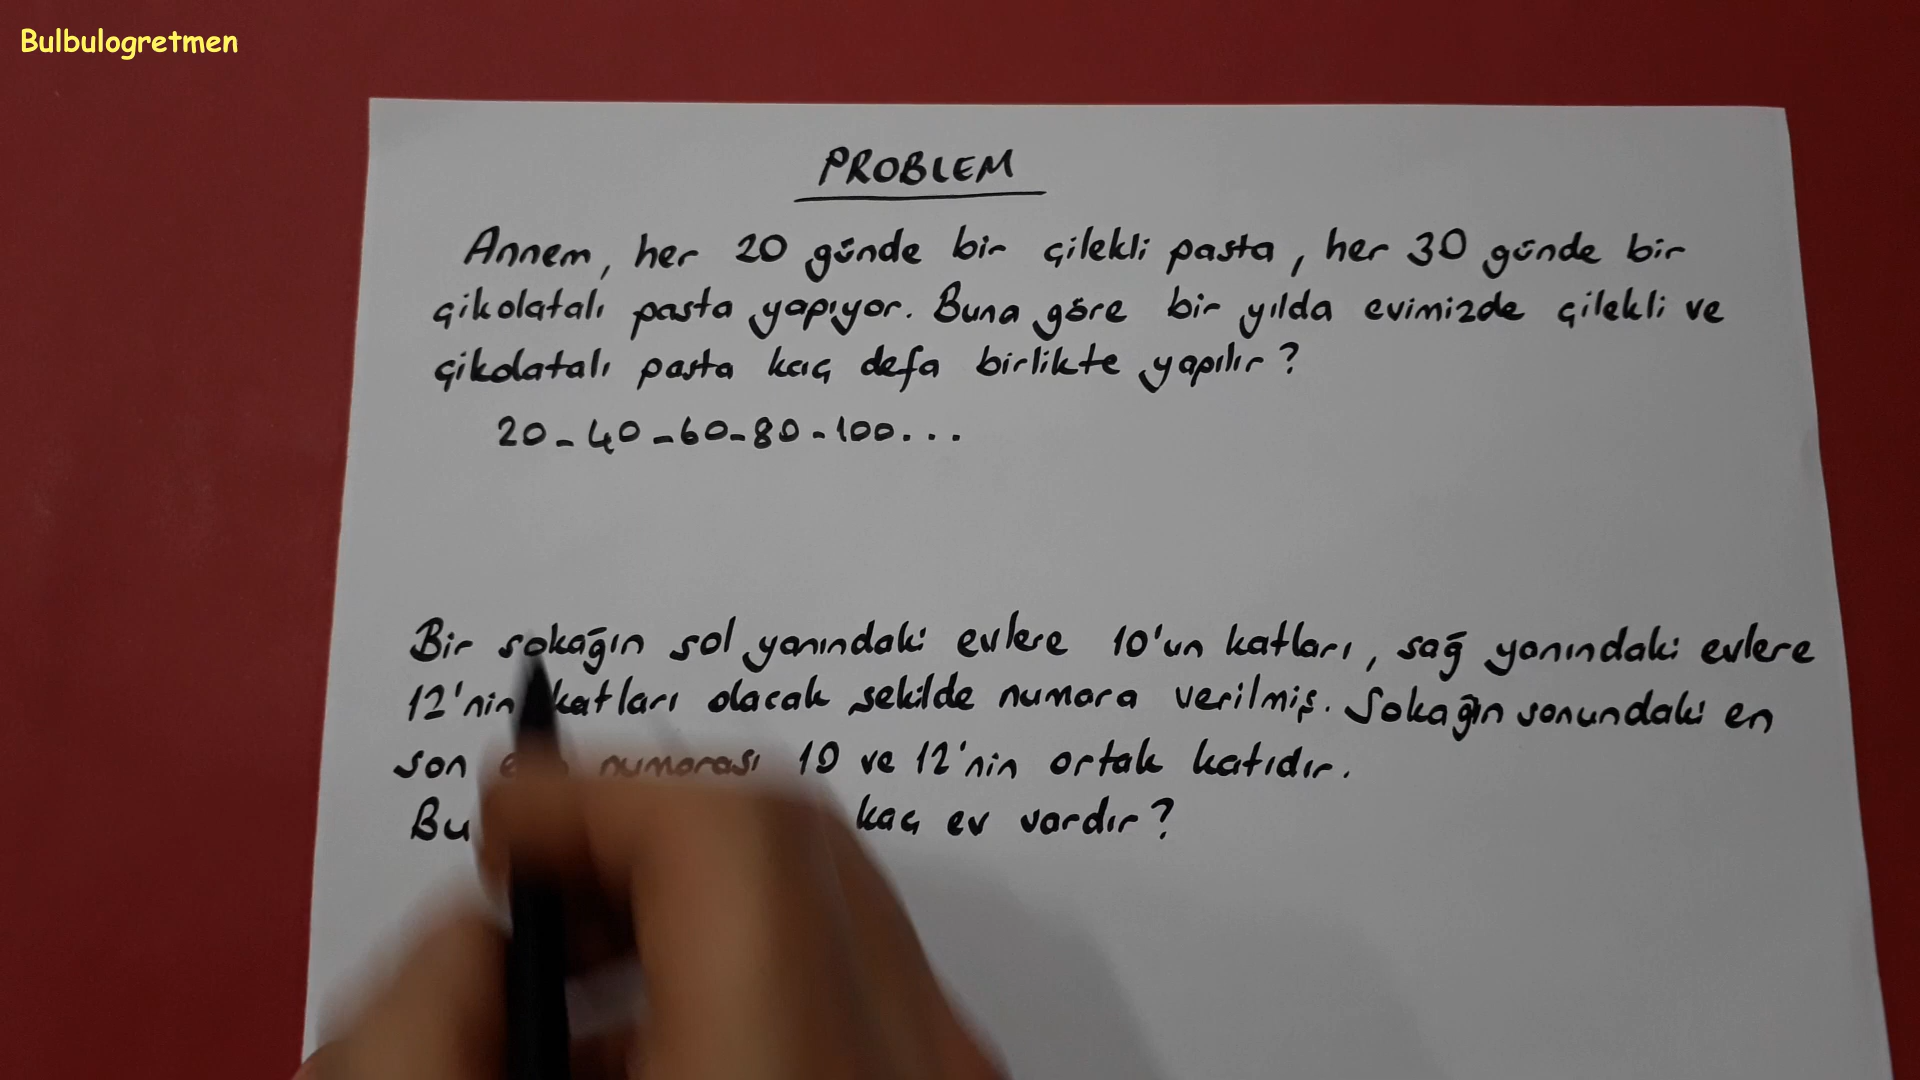 Bulbulogretmen
PROBLEM
Annem, her 20 günde bir çilekli pasta, her 30 günde bir
çikolatalı pasta yapıyor. Buna göre bir yılda evimizde çilekli ve
çikolatalı pasta kaç defa birlikte yapılır?
20-40-60-80-100...
Bir sokağın sol yanındaki evlere 10'un katları, sağ yanındaki evlere
12'nin katları olacak sekilde numara verilmiş. Sokağın sonundaki en
son numarası 10 ve 12'nin ortak katıdır.
kaç ev vardır?